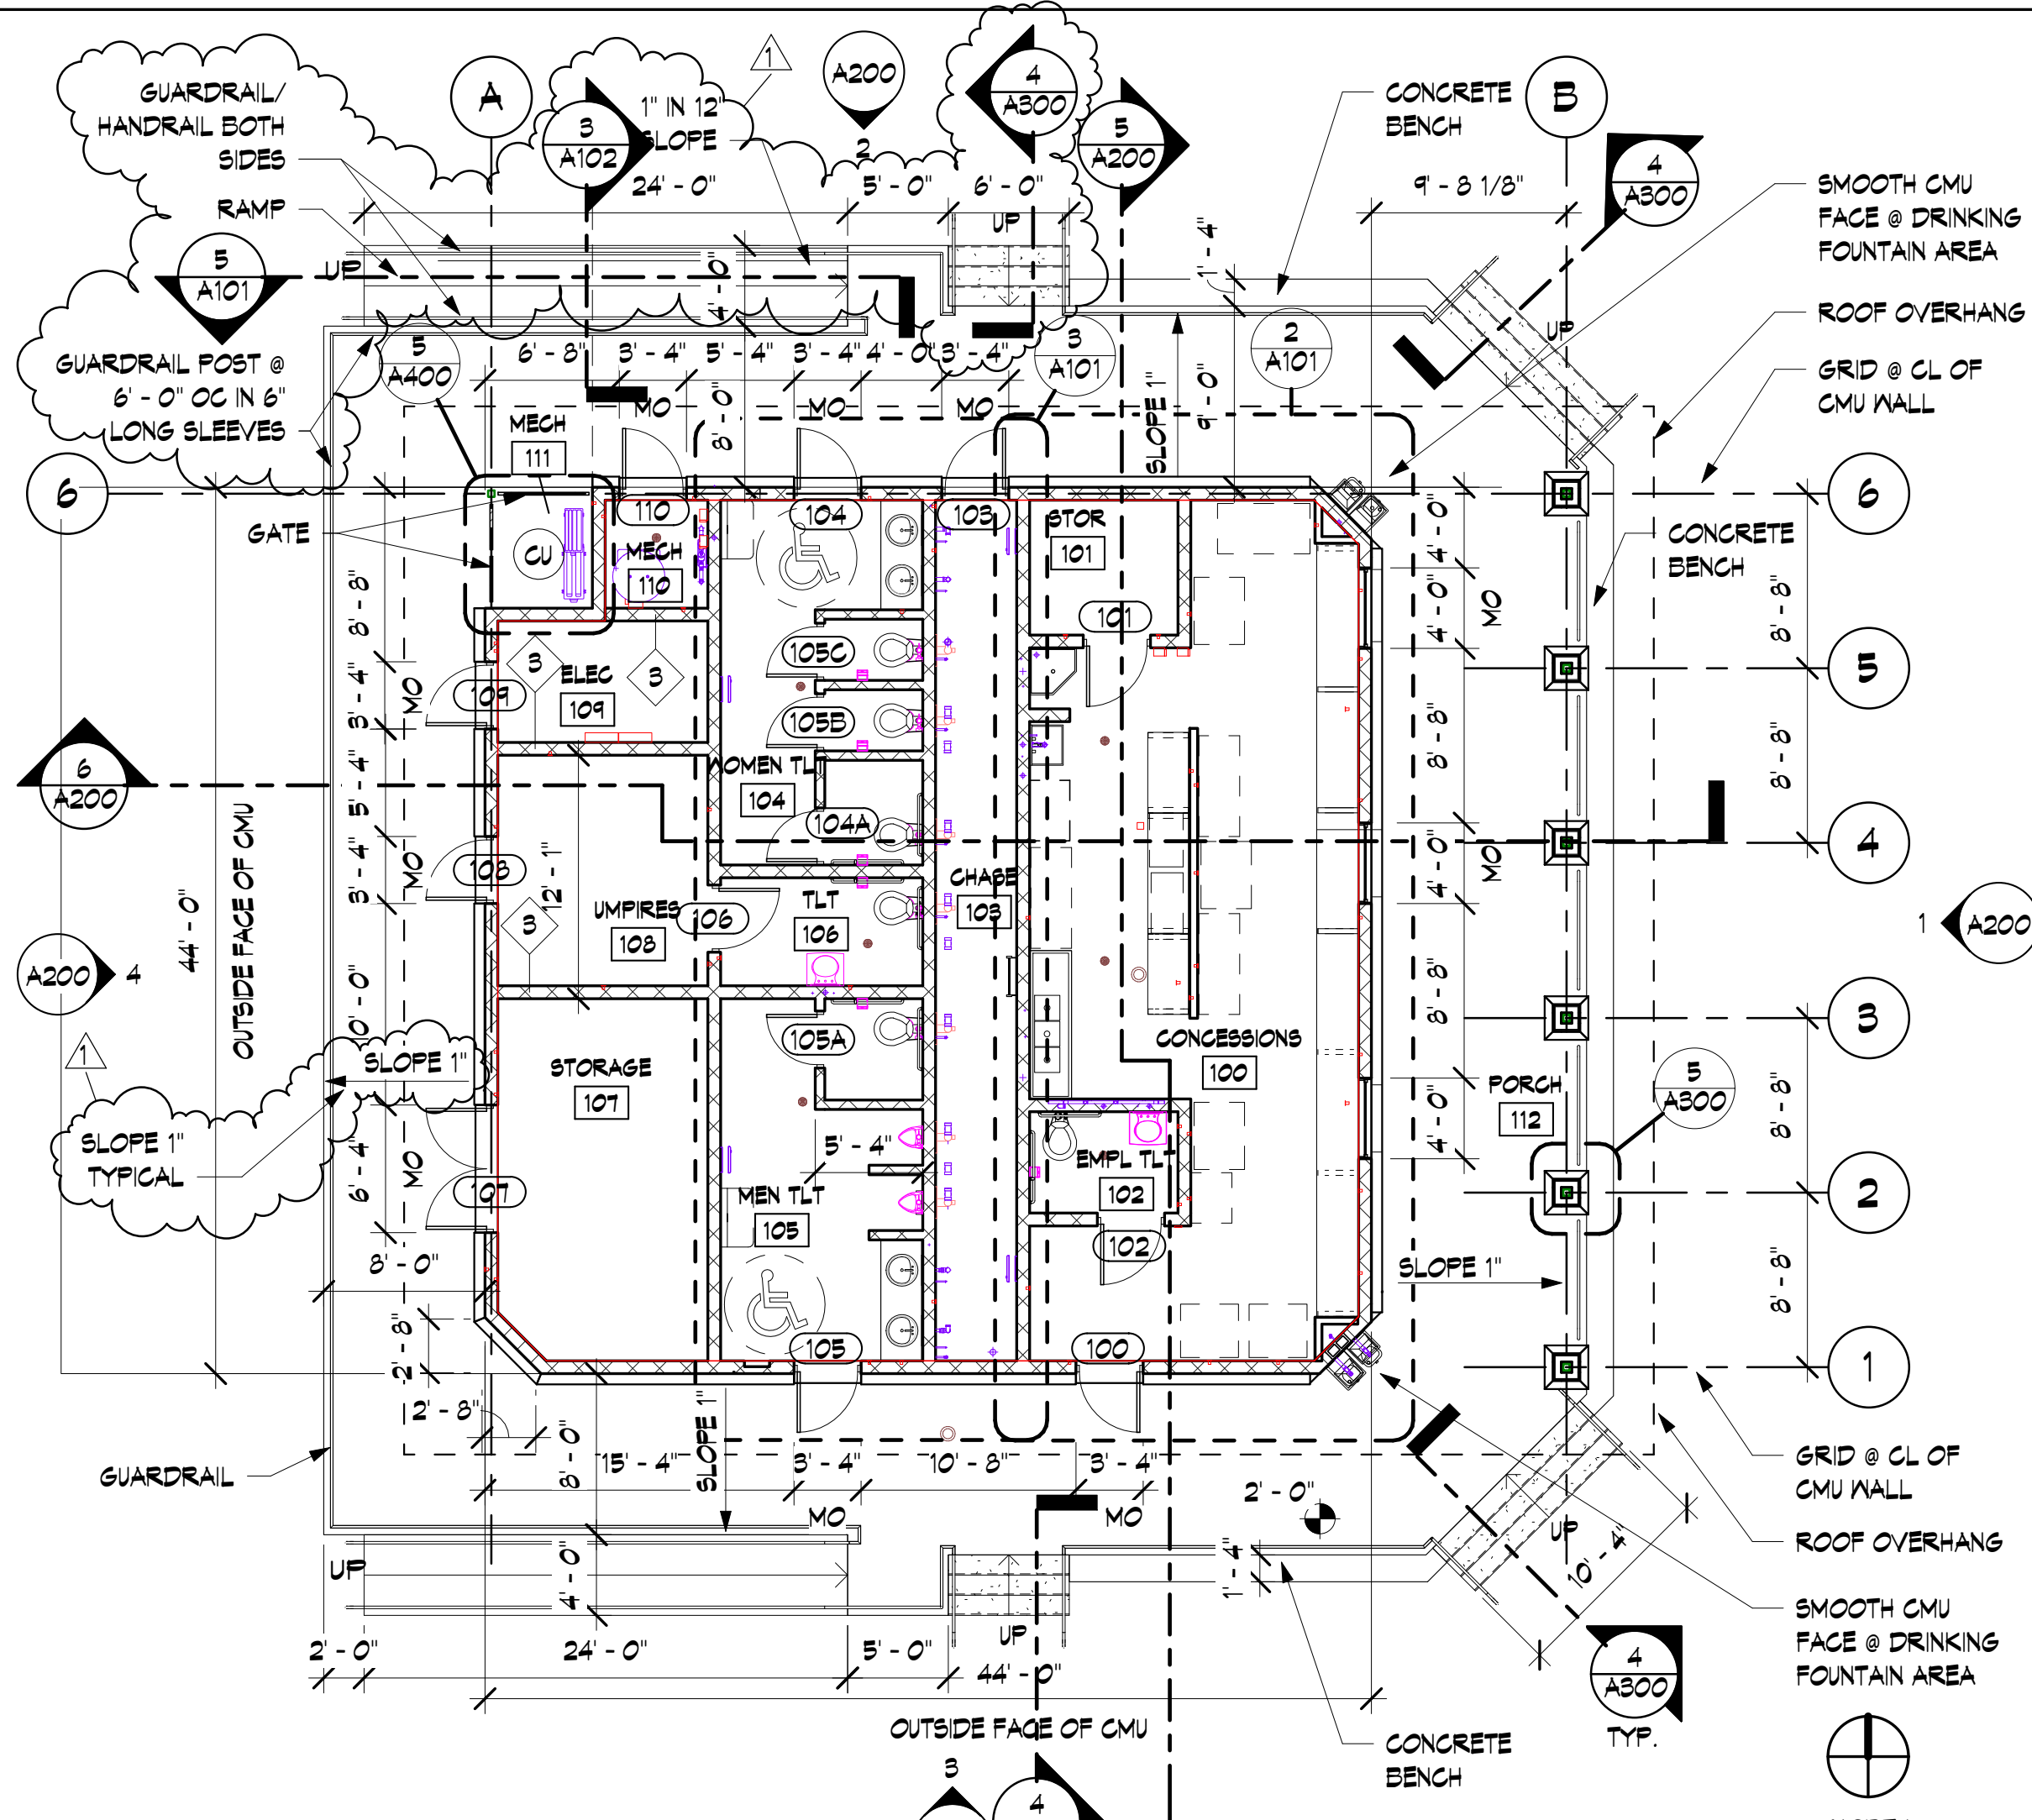 GUARDRAIL/
HANDRAIL BOTH
SIDES
RAMP
A
3
A102
1" IN 12"
SLOPE
1
A200
2
4
A300
5
A200
CONCRETE
BENCH
B
4
A300
SMOOTH CMU
FACE @ DRINKING
FOUNTAIN AREA
24' - 0"
5' - 0"
6' - 0"
9' - 8 1/8"
5
A101
UP
UP
4' - 0"
1' - 4"
UP
ROOF OVERHANG
GUARDRAIL POST @
6' - 0" OC IN 6"
LONG SLEEVES
5
A400
6' - 8"
3' - 4"
5' - 4"
3' - 4"
4' - 0"
3' - 4"
3
A101
2
A101
GRID @ CL OF
CMU WALL
MO
MO
MO
8' - 0"
SLOPE 1"
9' - 0"
MECH
111
6
GATE
CU
110
MECH
110
104
103
STOR
101
101
4' - 0"
4' - 0"
MO
6
CONCRETE
BENCH
8' - 8"
8' - 8"
5
3
3
ELEC
109
109
3' - 4"
MO
105C
105B
8' - 8"
8' - 8"
6
A200
5' - 4"
WOMEN TLT
104
104A
4
44' - 0"
OUTSIDE FACE OF CMU
3' - 4"
MO
108
12' - 1"
3
UMPIRES
108
106
TLT
106
CHASE
103
4' - 0"
MO
1
A200
A200
4
10' - 0"
8' - 8"
3
1
SLOPE 1"
SLOPE 1"
TYPICAL
STORAGE
107
105A
CONCESSIONS
100
PORCH
112
5
A300
8' - 8"
6' - 4"
MO
107
5' - 4"
MEN TLT
105
EMPL TLT
102
102
4' - 0"
2
8' - 0"
SLOPE 1"
8' - 8"
2' - 8"
2' - 8"
105
100
1
GUARDRAIL
8' - 0"
15' - 4"
SLOPE 1"
3' - 4"
10' - 8"
3' - 4"
MO
MO
2' - 0"
GRID @ CL OF
CMU WALL
UP
4' - 0"
1' - 4"
UP
10' - 4"
ROOF OVERHANG
2' - 0"
24' - 0"
5' - 0"
UP
44' - 0"
SMOOTH CMU
FACE @ DRINKING
FOUNTAIN AREA
4
A300
TYP.
OUTSIDE FACE OF CMU
CONCRETE
BENCH
3
4